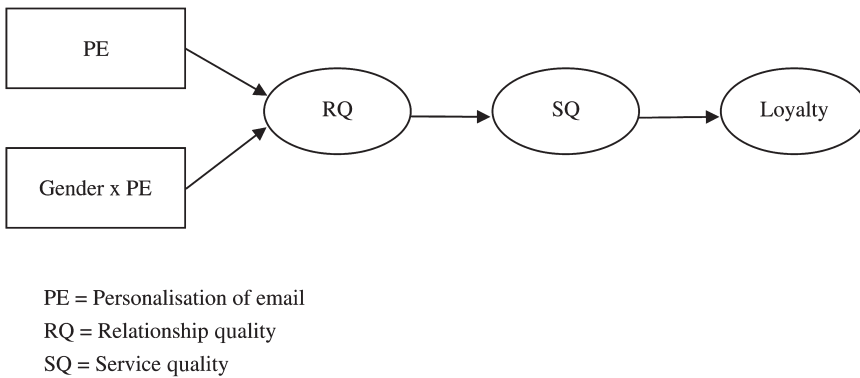 PE
RQ
SQ
Loyalty
Gender x PE
PE = Personalisation of email
RQ = Relationship quality
SQ = Service quality